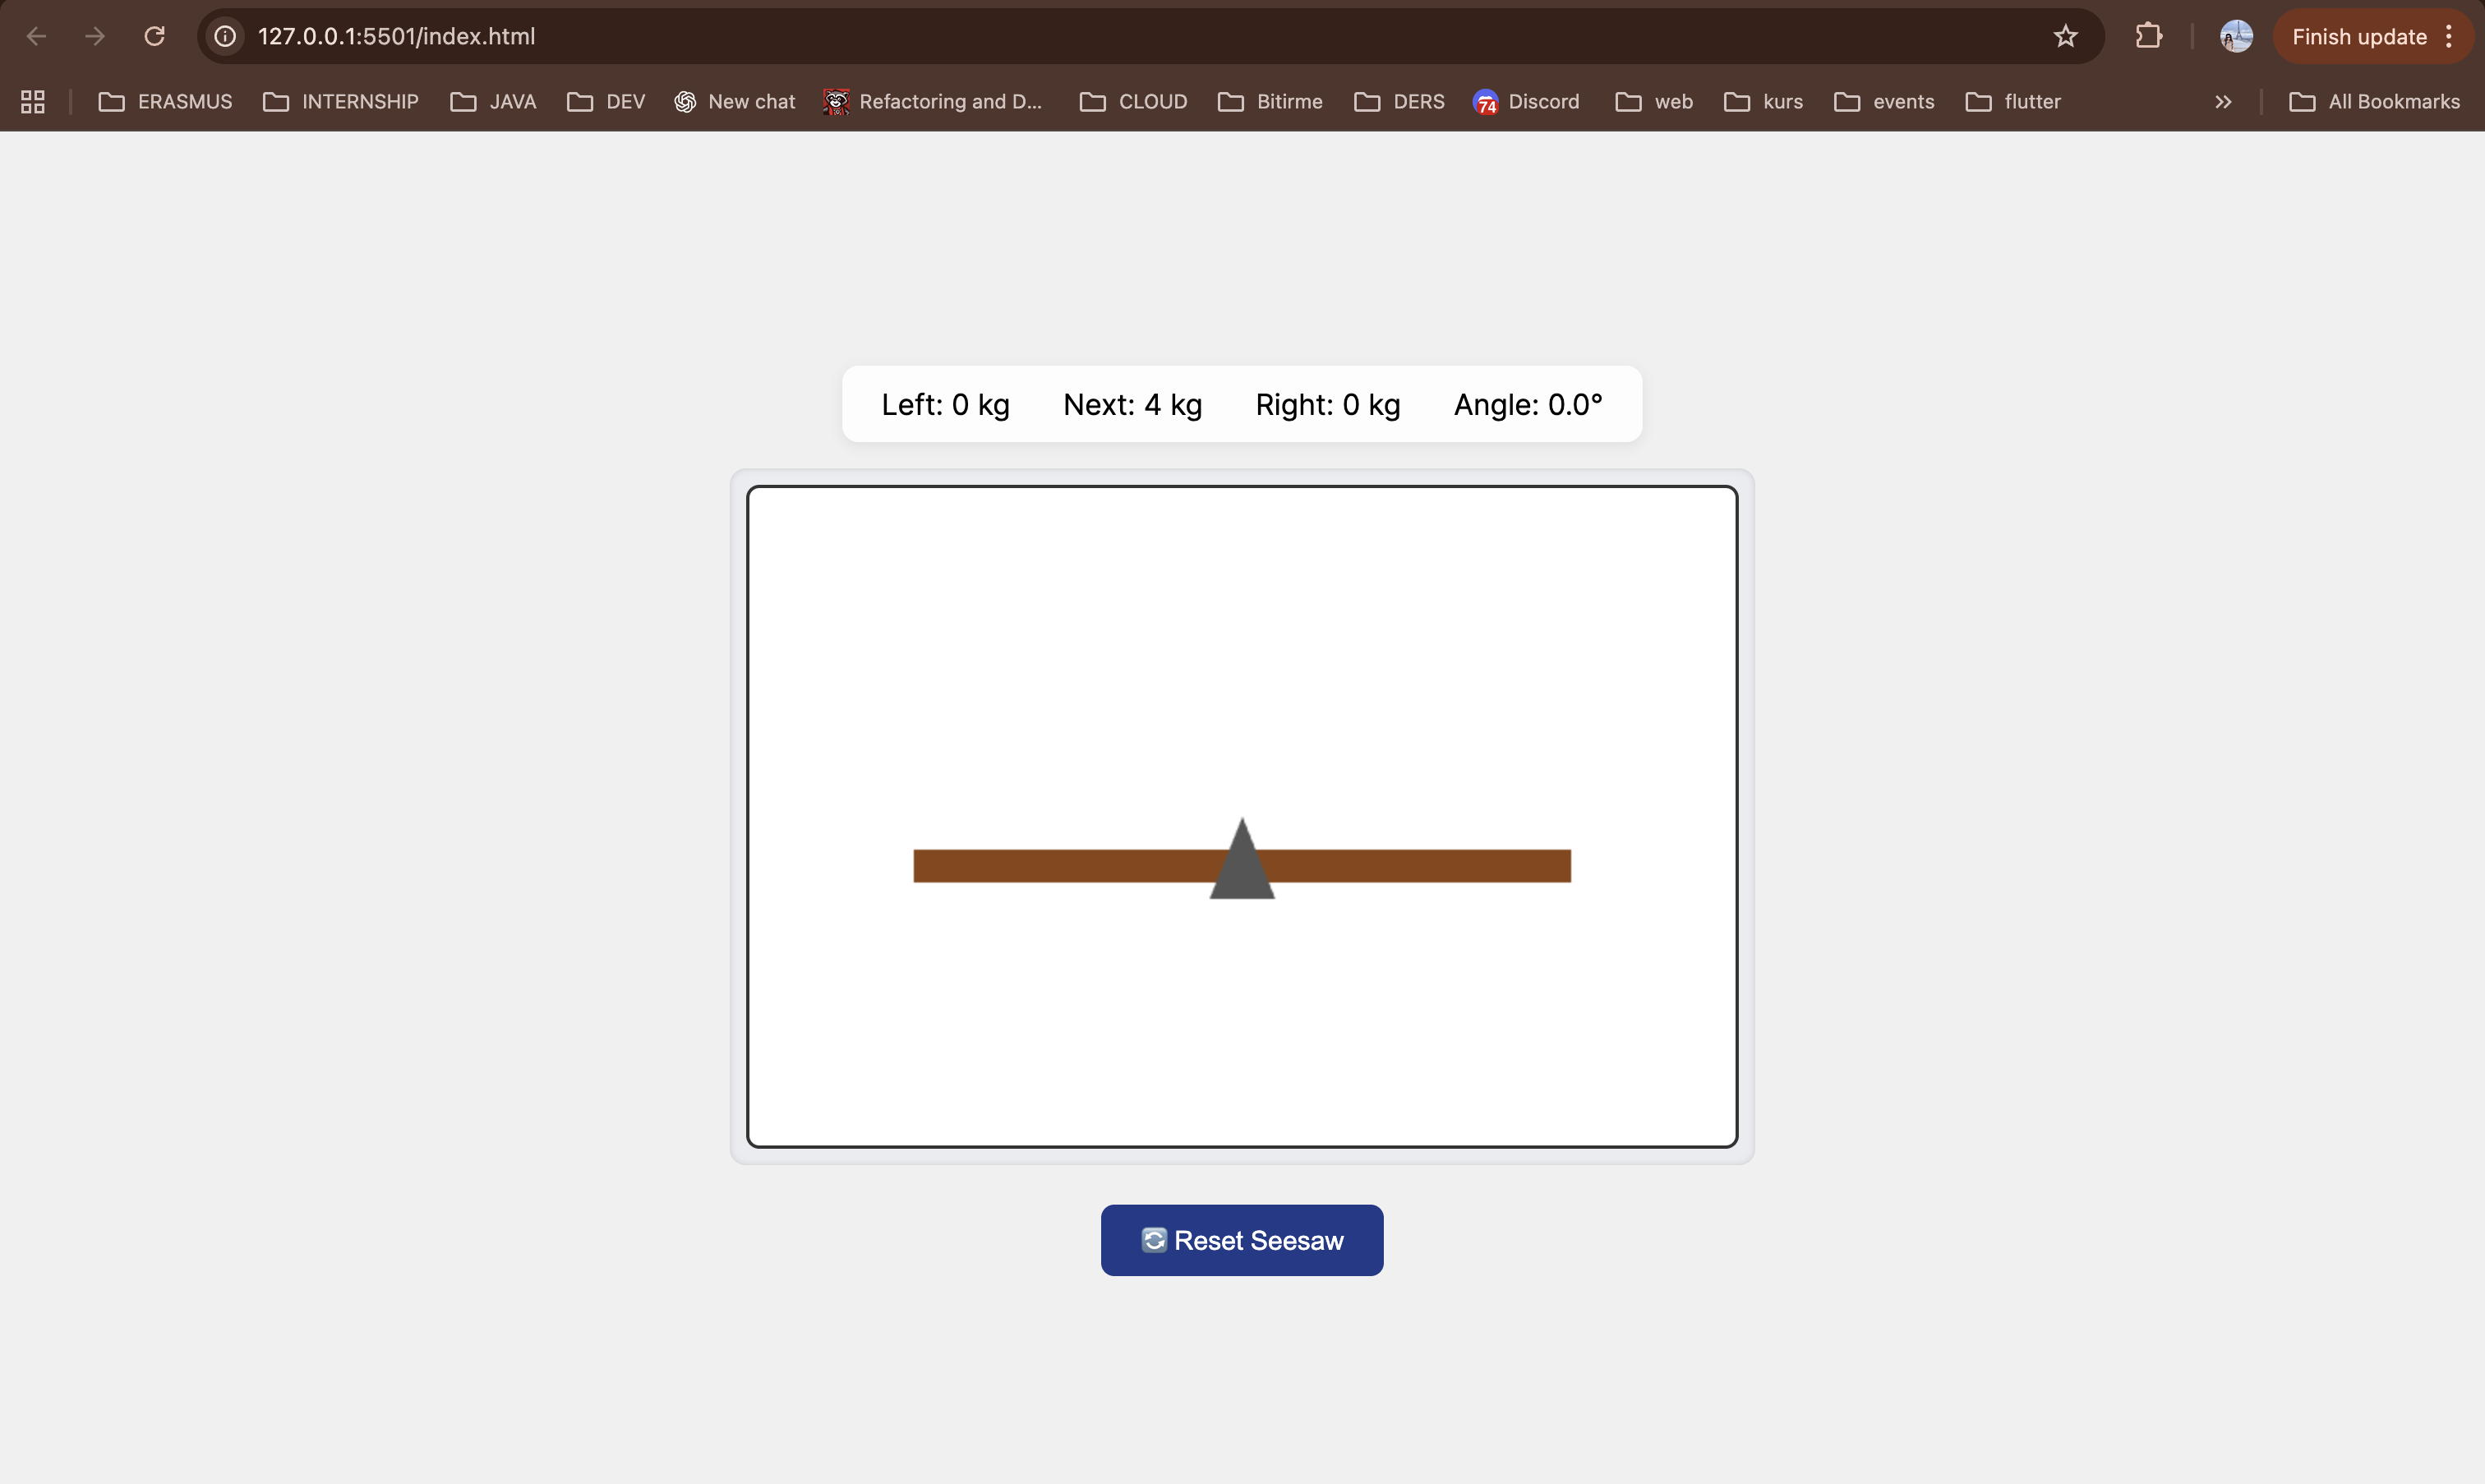 127.0.0.1:5501/index.html
Finish update
ERASMUS INTERNSHIP JAVA DEV New chat Refactoring and D... CLOUD Bitirme DERS 74 Discord web kurs events flutter All Bookmarks
Left: 0 kg Next: 4 kg Right: 0 kg Angle: 0.0°
Reset Seesaw